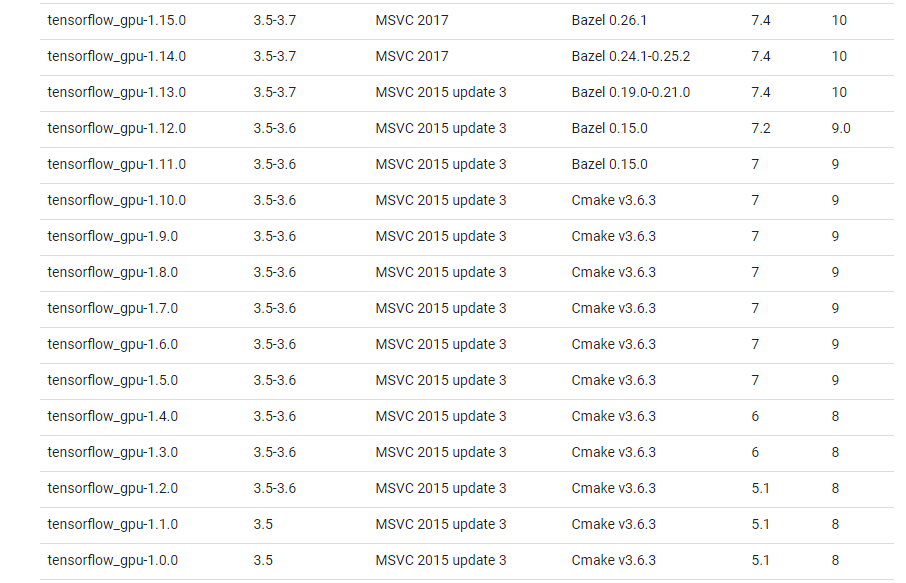 tensorflow_gpu-1.15.0 3.5-3.7 MSVC 2017 Bazel 0.26.1 7.4 10
tensorflow_gpu-1.14.0 3.5-3.7 MSVC 2017 Bazel 0.24.1-0.25.2 7.4 10
tensorflow_gpu-1.13.0 3.5-3.7 MSVC 2015 update 3 Bazel 0.19.0-0.21.0 7.4 10
tensorflow_gpu-1.12.0 3.5-3.6 MSVC 2015 update 3 Bazel 0.15.0 7.2 9.0
tensorflow_gpu-1.11.0 3.5-3.6 MSVC 2015 update 3 Bazel 0.15.0 7 9
tensorflow_gpu-1.10.0 3.5-3.6 MSVC 2015 update 3 Cmake v3.6.3 7 9
tensorflow_gpu-1.9.0 3.5-3.6 MSVC 2015 update 3 Cmake v3.6.3 7 9
tensorflow_gpu-1.8.0 3.5-3.6 MSVC 2015 update 3 Cmake v3.6.3 7 9
tensorflow_gpu-1.7.0 3.5-3.6 MSVC 2015 update 3 Cmake v3.6.3 7 9
tensorflow_gpu-1.6.0 3.5-3.6 MSVC 2015 update 3 Cmake v3.6.3 7 9
tensorflow_gpu-1.5.0 3.5-3.6 MSVC 2015 update 3 Cmake v3.6.3 7 9
tensorflow_gpu-1.4.0 3.5-3.6 MSVC 2015 update 3 Cmake v3.6.3 6 8
tensorflow_gpu-1.3.0 3.5-3.6 MSVC 2015 update 3 Cmake v3.6.3 6 8
tensorflow_gpu-1.2.0 3.5-3.6 MSVC 2015 update 3 Cmake v3.6.3 5.1 8
tensorflow_gpu-1.1.0 3.5 MSVC 2015 update 3 Cmake v3.6.3 5.1 8
tensorflow_gpu-1.0.0 3.5 MSVC 2015 update 3 Cmake v3.6.3 5.1 8